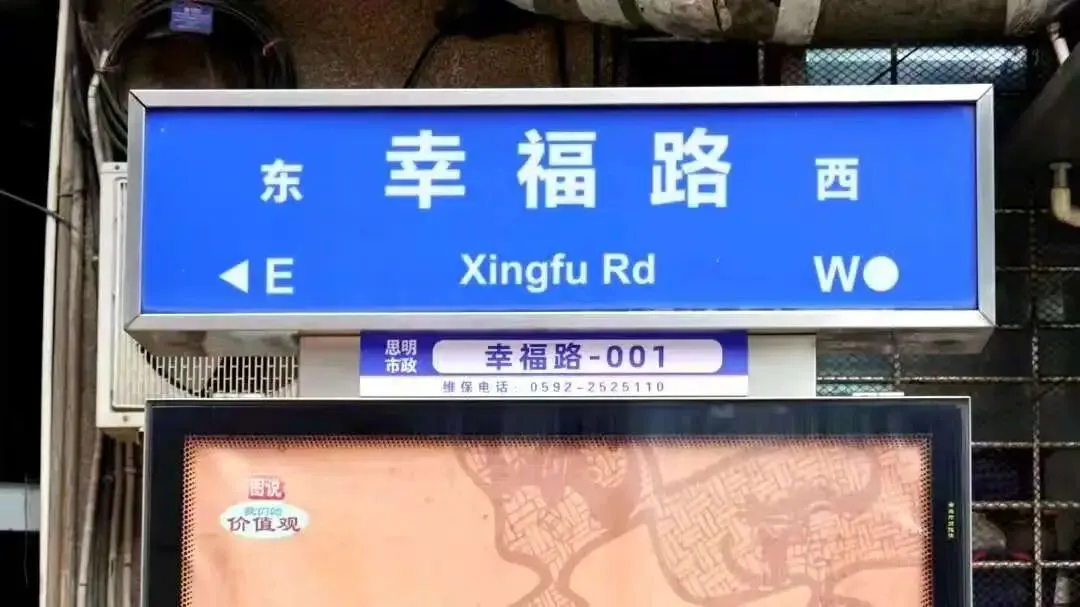 东 幸福路 西
◀E Xingfu Rd W●
思明市政 幸福路-001
维保电话：0592-2525110
图说
我们的
价值观